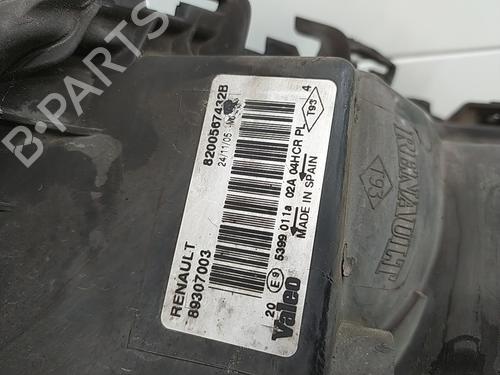 8200567432B
24/11/05
RENAULT
89307003
T93
4
5399 011a 02A 04HCR PL
MADE IN SPAIN
20
E9
Valeo
RENAULT
T93
B-Parts